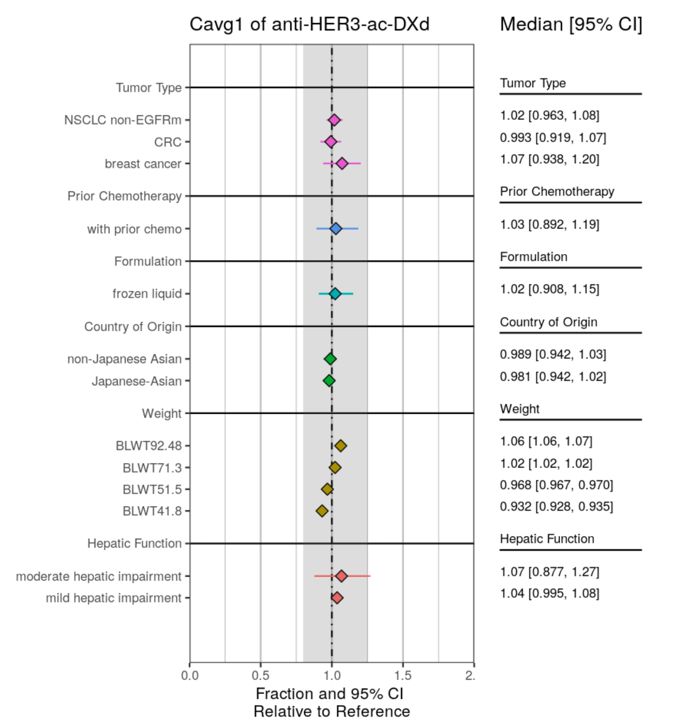 Cavg1 of anti-HER3-ac-DXd
Median [95% CI]
Tumor Type
Tumor Type
NSCLC non-EGFRm
1.02 [0.963, 1.08]
CRC
0.993 [0.919, 1.07]
breast cancer
1.07 [0.938, 1.20]
Prior Chemotherapy
Prior Chemotherapy
with prior chemo
1.03 [0.892, 1.19]
Formulation
Formulation
frozen liquid
1.02 [0.908, 1.15]
Country of Origin
Country of Origin
non-Japanese Asian
0.989 [0.942, 1.03]
Japanese-Asian
0.981 [0.942, 1.02]
Weight
Weight
BLWT92.48
1.06 [1.06, 1.07]
BLWT71.3
1.02 [1.02, 1.02]
BLWT51.5
0.968 [0.967, 0.970]
BLWT41.8
0.932 [0.928, 0.935]
Hepatic Function
Hepatic Function
moderate hepatic impairment
1.07 [0.877, 1.27]
mild hepatic impairment
1.04 [0.995, 1.08]
0.0 0.5 1.0 1.5 2.
Fraction and 95% CI
Relative to Reference